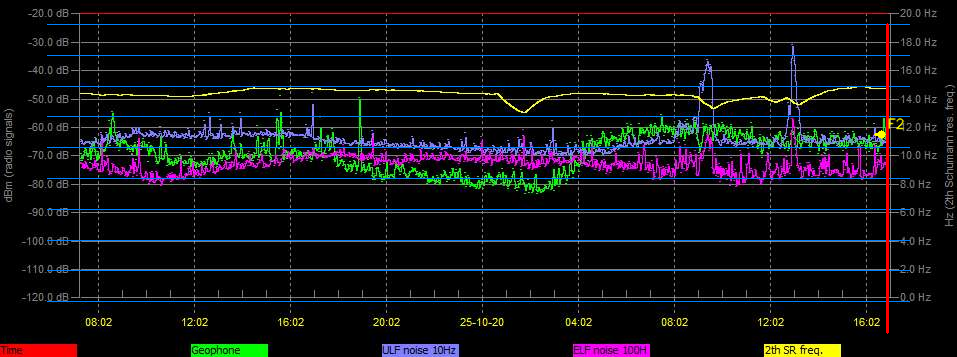 -20.0 dB 20.0 Hz
-30.0 dB 18.0 Hz
-40.0 dB 16.0 Hz
-50.0 dB 14.0 Hz
-60.0 dB 12.0 Hz
F2
-70.0 dB 10.0 Hz
-80.0 dB 8.0 Hz
-90.0 dB 6.0 Hz
-100.0 dB 4.0 Hz
-110.0 dB 2.0 Hz
-120.0 dB 0.0 Hz
dBm (radio signals)
Hz (2th Schumann res. freq.)
08:02 12:02 16:02 20:02 25-10-20 04:02 08:02 12:02 16:02
Time Geophone ULF noise 10Hz ELF noise 100H 2th SR freq.